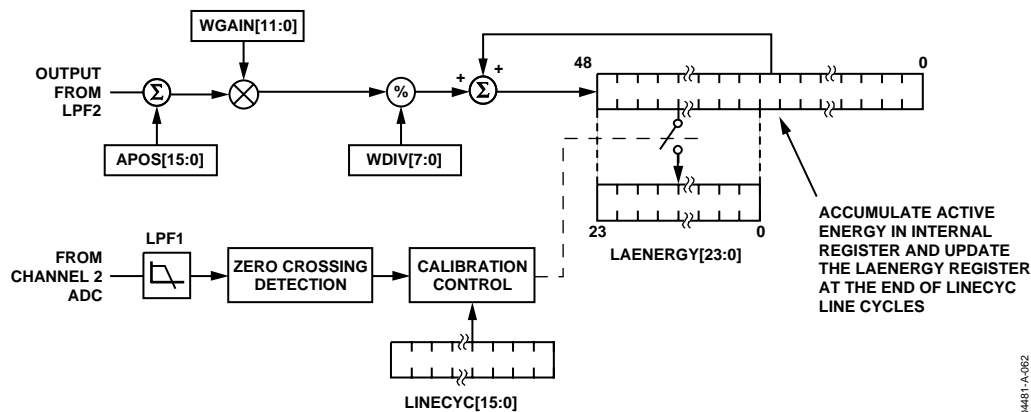 WGAIN[11:0]
OUTPUT
FROM
LPF2
Σ
%
+
+
Σ
48
0
APOS[15:0]
WDIV[7:0]
23
0
LAENERGY[23:0]
ACCUMULATE ACTIVE
ENERGY IN INTERNAL
REGISTER AND UPDATE
THE LAENERGY REGISTER
AT THE END OF LINECYC
LINE CYCLES
FROM
CHANNEL 2
ADC
LPF1
ZERO CROSSING
DETECTION
CALIBRATION
CONTROL
LINECYC[15:0]
04481-A-062